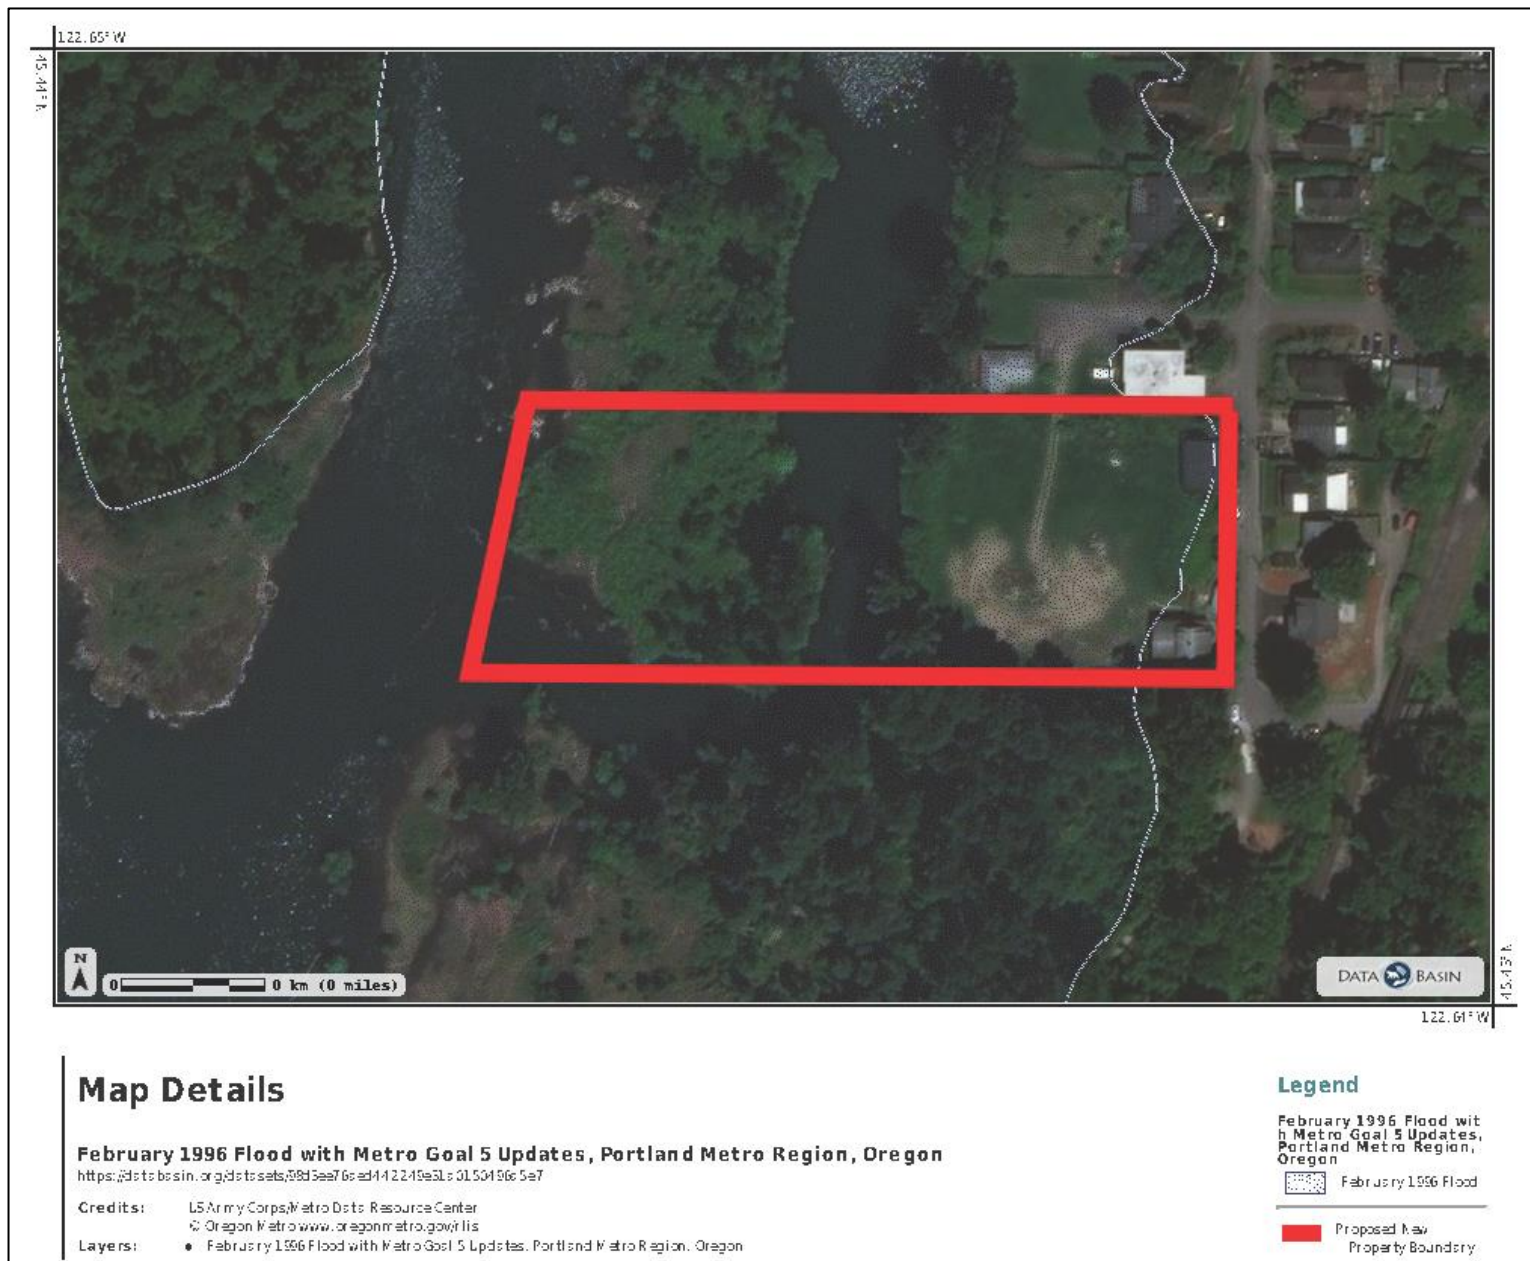 122.65° W
45.44° N
N
0 0 km (0 miles)
DATA BASIN
45.43° N
122.64° W
Map Details
February 1996 Flood with Metro Goal 5 Updates, Portland Metro Region, Oregon
Credits: US Army Corps/Metro Data Resource Center
© Oregon Metro www.oregonmetro.gov/rlis
Layers: • February 1996 Flood with Metro Goal 5 Updates, Portland Metro Region, Oregon
Legend
February 1996 Flood wit
h Metro Goal 5 Updates,
Portland Metro Region,
Oregon
February 1996 Flood
Proposed New
Property Boundary